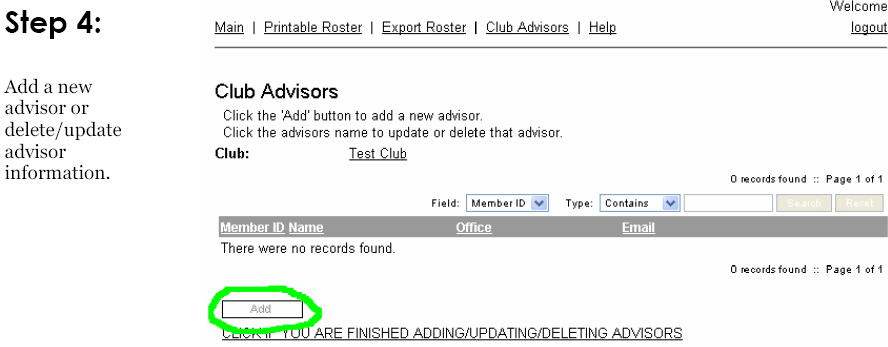 Step 4:
Add a new
advisor or
delete/update
advisor
information.
Welcome
Main | Printable Roster | Export Roster | Club Advisors | Help
logout
Club Advisors
Click the 'Add' button to add a new advisor.
Click the advisors name to update or delete that advisor.
Club: Test Club
0 records found :: Page 1 of 1
Field: Member ID Type: Contains Search Reset
Member ID Name Office Email
There were no records found.
0 records found :: Page 1 of 1
Add
CLICK IF YOU ARE FINISHED ADDING/UPDATING/DELETING ADVISORS